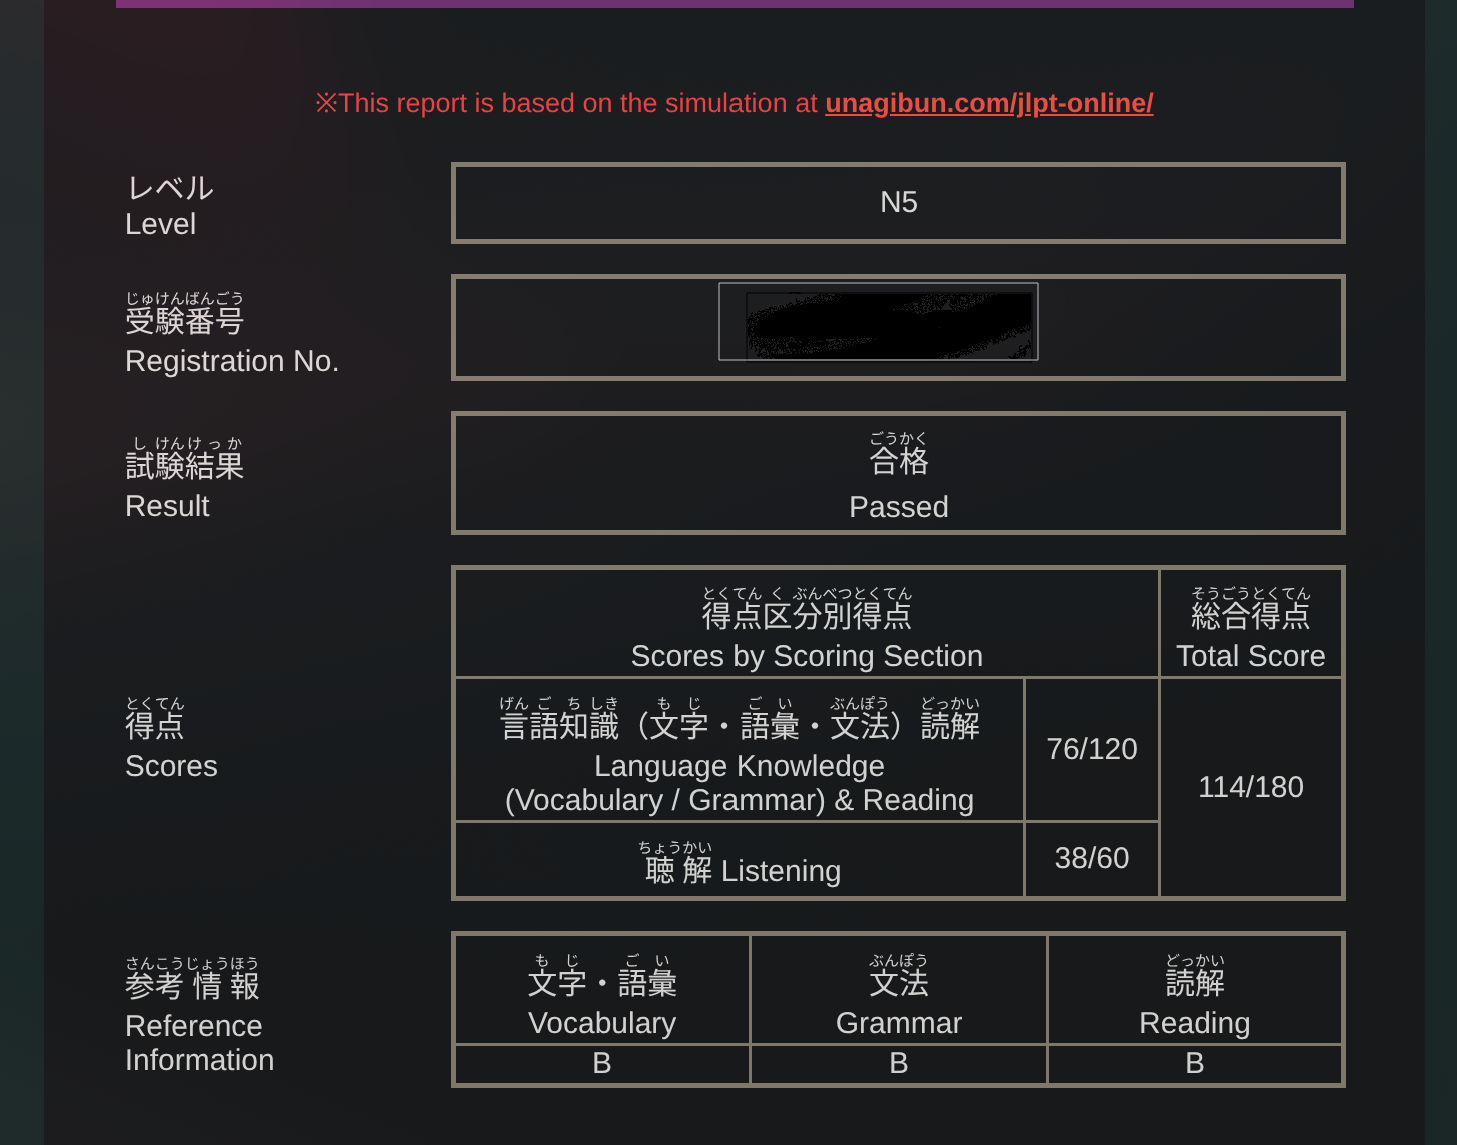 ※This report is based on the simulation at unagibun.com/jlpt-online/
レベル
Level
N5
じゅけんばんごう
受験番号
Registration No.
しけんけっか
試験結果
Result
ごうかく
合格
Passed
とくてんくぶんべつとくてん
得点区分別得点
Scores by Scoring Section
そうごうとくてん
総合得点
Total Score
とくてん
得点
Scores
げんごちしき もじ ごい ぶんぽう どっかい
言語知識（文字・語彙・文法）読解
Language Knowledge
(Vocabulary / Grammar) & Reading
76/120
114/180
ちょうかい
聴解 Listening
38/60
さんこうじょうほう
参考情報
Reference
Information
もじ ごい
文字・語彙
Vocabulary
ぶんぽう
文法
Grammar
どっかい
読解
Reading
B
B
B